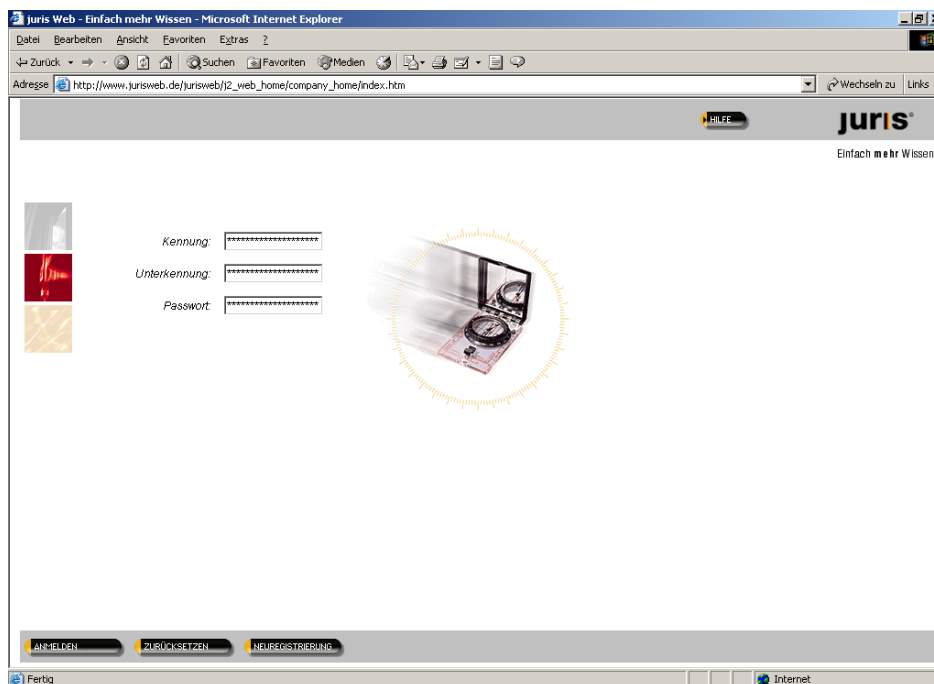 juris Web - Einfach mehr Wissen - Microsoft Internet Explorer
Datei Bearbeiten Ansicht Favoriten Extras ?
Zurück Suchen Favoriten Medien
Adresse http://www.jurisweb.de/jurisweb/j2_web_home/company_home/index.htm Wechseln zu Links
HILFE
juris®
Einfach mehr Wissen
Kennung: ********************
Unterkennung: ********************
Passwort: ********************
ANMELDEN ZURÜCKSETZEN NEUREGISTRIERUNG
Fertig Internet